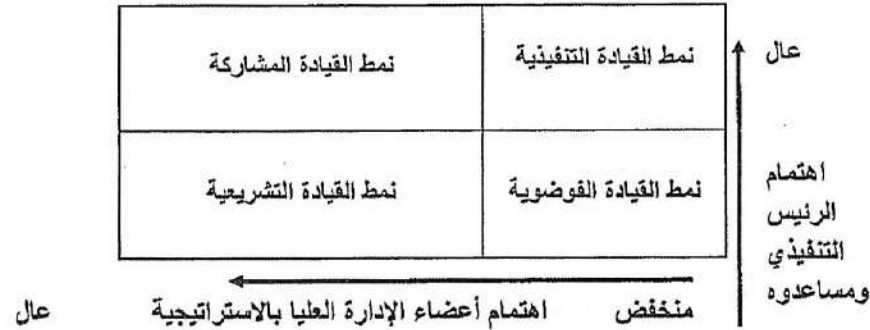 عال
نمط القيادة التنفيذية
نمط القيادة المشاركة
نمط القيادة الفوضوية
نمط القيادة التشريعية
اهتمام
الرئيس
التنفيذي
ومساعدوه
منخفض اهتمام أعضاء الإدارة العليا بالاستراتيجية عال